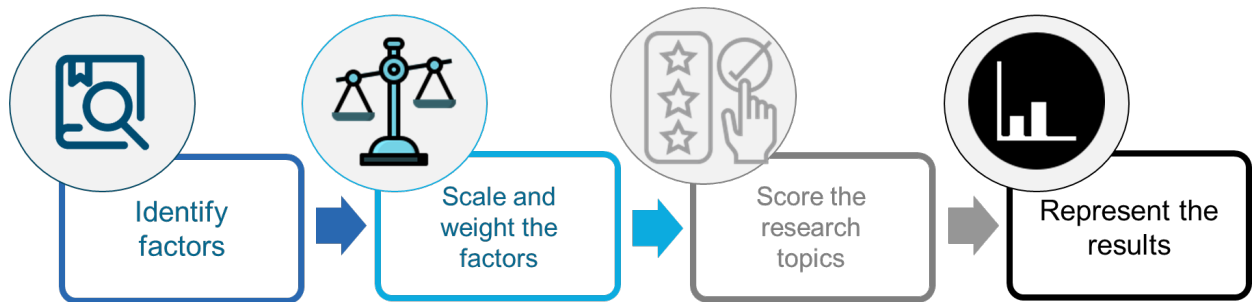 Identify
factors
Scale and
weight the
factors
Score the
research
topics
Represent the
results